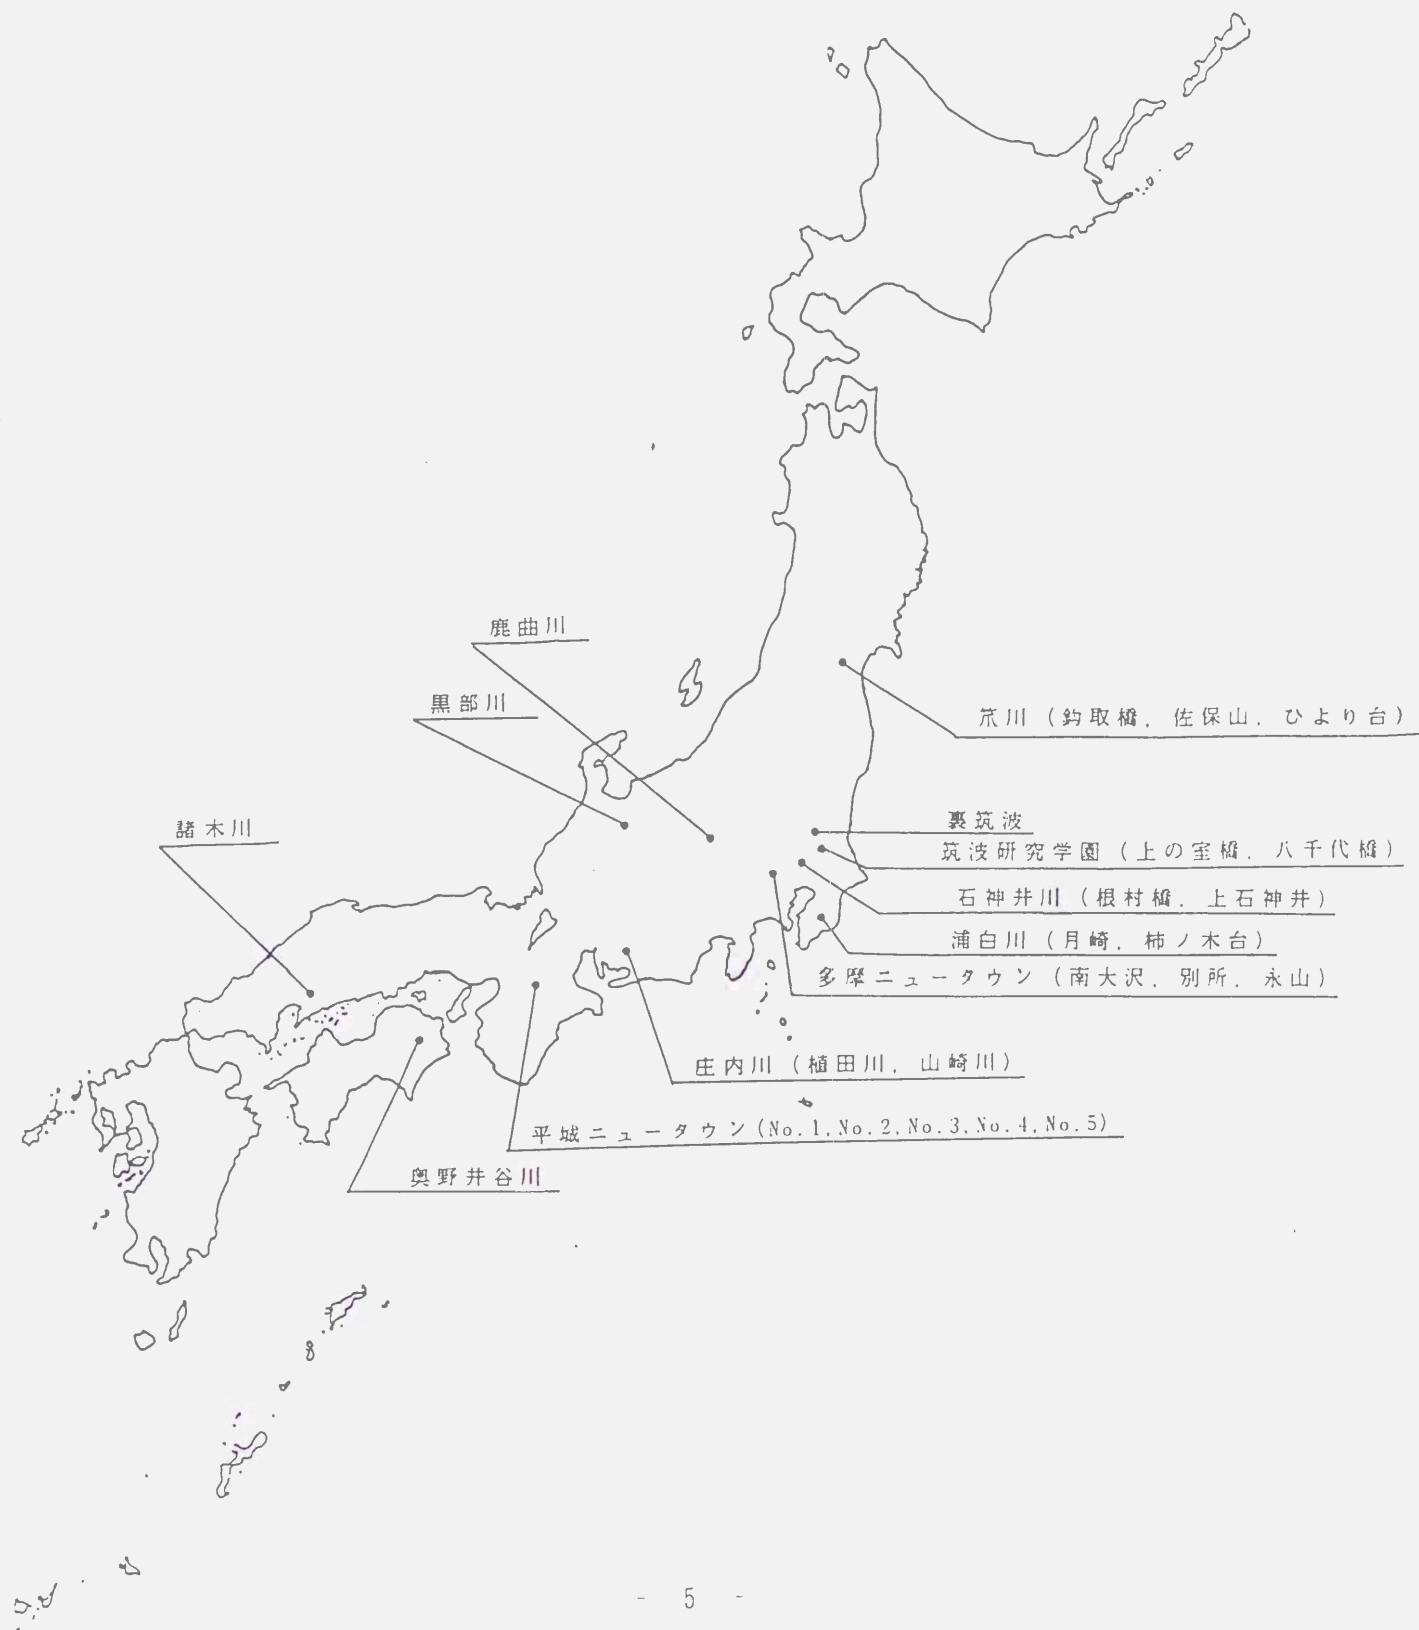 鹿曲川
黒部川
笊川（鈎取橋．佐保山．ひより台）
諸木川
裏筑波
筑波研究学園（上の室橋．八千代橋）
石神井川（根村橋．上石神井）
浦白川（月崎．柿ノ木台）
多摩ニュータウン（南大沢．別所．永山）
庄内川（植田川．山崎川）
平城ニュータウン(No.1,No.2,No.3,No.4,No.5)
奥野井谷川
- 5 -